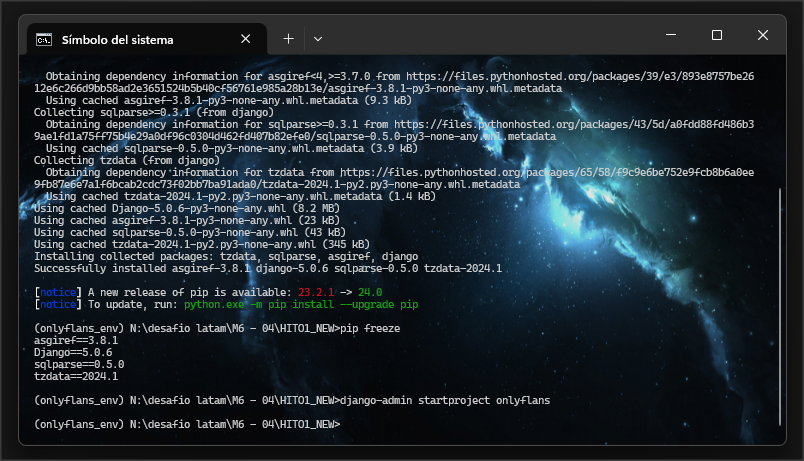 Símbolo del sistema
Obtaining dependency information for asgiref<4,>=3.7.0 from https://files.pythonhosted.org/packages/39/e3/893e8757be26
12e6c266d9bb58ad2e3651524b5b40cf56761e985a28b13e/asgiref-3.8.1-py3-none-any.whl.metadata
Using cached asgiref-3.8.1-py3-none-any.whl.metadata (9.3 kB)
Collecting sqlparse>=0.3.1 (from django)
Obtaining dependency information for sqlparse>=0.3.1 from https://files.pythonhosted.org/packages/43/5d/a0fdd88fd486b3
9ae1fd1a75ff75b4e29a0df96c0304d462fd407b82efe0/sqlparse-0.5.0-py3-none-any.whl.metadata
Using cached sqlparse-0.5.0-py3-none-any.whl.metadata (3.9 kB)
Collecting tzdata (from django)
Obtaining dependency information for tzdata from https://files.pythonhosted.org/packages/65/58/f9c9e6be752e9fcb8b6a0ee
9fb87e6e7a1f6bcab2cdc73f02bb7ba91ada0/tzdata-2024.1-py2.py3-none-any.whl.metadata
Using cached tzdata-2024.1-py2.py3-none-any.whl.metadata (1.4 kB)
Using cached Django-5.0.6-py3-none-any.whl (8.2 MB)
Using cached asgiref-3.8.1-py3-none-any.whl (23 kB)
Using cached sqlparse-0.5.0-py3-none-any.whl (43 kB)
Using cached tzdata-2024.1-py2.py3-none-any.whl (345 kB)
Installing collected packages: tzdata, sqlparse, asgiref, django
Successfully installed asgiref-3.8.1 django-5.0.6 sqlparse-0.5.0 tzdata-2024.1
[notice] A new release of pip is available: 23.2.1 -> 24.0
[notice] To update, run: python.exe -m pip install --upgrade pip
(onlyflans_env) N:\desafio latam\M6 - 04\HITO1_NEW>pip freeze
asgiref==3.8.1
Django==5.0.6
sqlparse==0.5.0
tzdata==2024.1
(onlyflans_env) N:\desafio latam\M6 - 04\HITO1_NEW>django-admin startproject onlyflans
(onlyflans_env) N:\desafio latam\M6 - 04\HITO1_NEW>